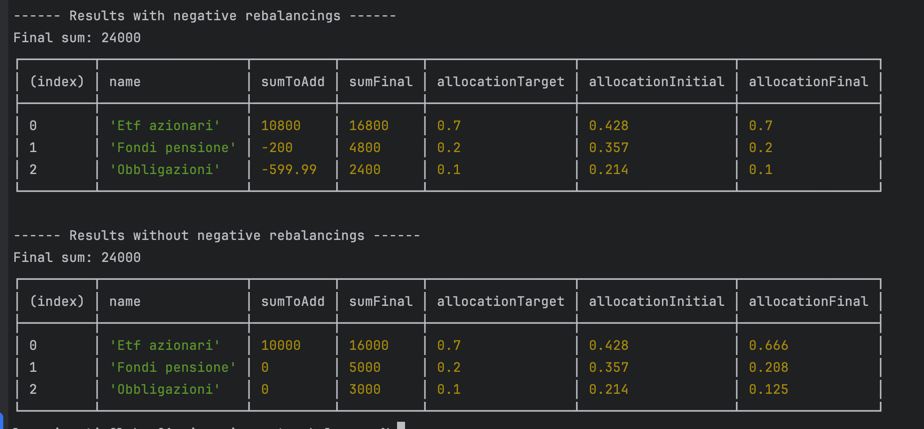 ------ Results with negative rebalancings ------
Final sum: 24000
(index) name sumToAdd sumFinal allocationTarget allocationInitial allocationFinal
0 'Etf azionari' 10800 16800 0.7 0.428 0.7
1 'Fondi pensione' -200 4800 0.2 0.357 0.2
2 'Obbligazioni' -599.99 2400 0.1 0.214 0.1
------ Results without negative rebalancings ------
Final sum: 24000
(index) name sumToAdd sumFinal allocationTarget allocationInitial allocationFinal
0 'Etf azionari' 10000 16000 0.7 0.428 0.666
1 'Fondi pensione' 0 5000 0.2 0.357 0.208
2 'Obbligazioni' 0 3000 0.1 0.214 0.125